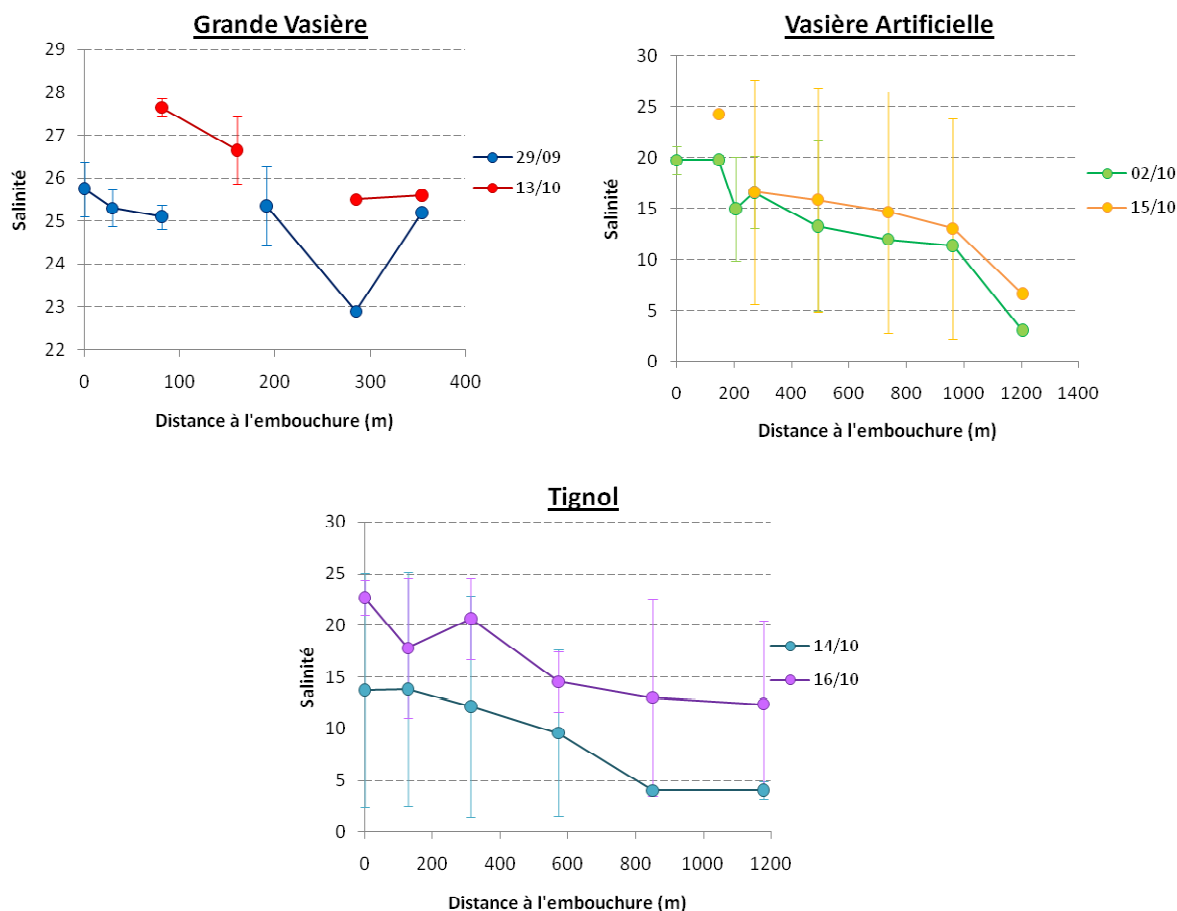 Grande Vasière
29
28
27
26
25
24
23
22
Salinité
0 100 200 300 400
Distance à l'embouchure (m)
29/09
13/10
Vasière Artificielle
30
25
20
15
10
5
0
Salinité
0 200 400 600 800 1000 1200 1400
Distance à l'embouchure (m)
02/10
15/10
Tignol
30
25
20
15
10
5
0
Salinité
0 200 400 600 800 1000 1200
Distance à l'embouchure (m)
14/10
16/10